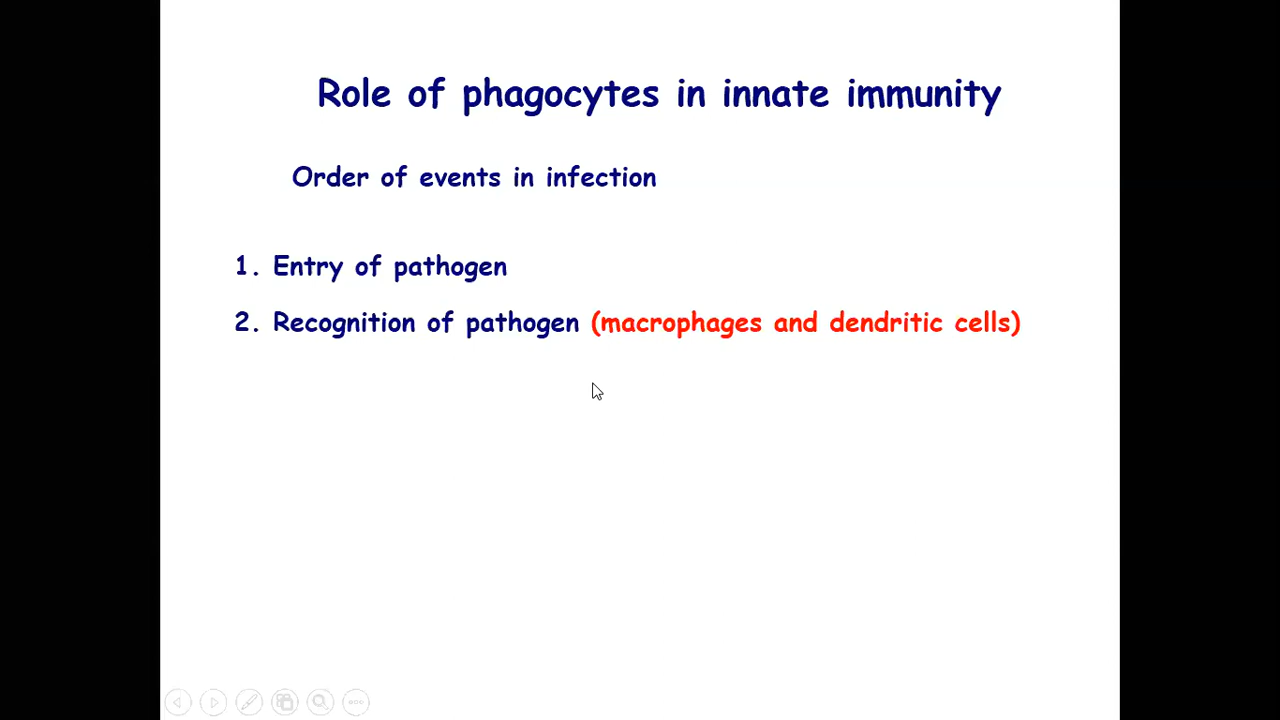 Role of phagocytes in innate immunity
Order of events in infection
1. Entry of pathogen
2. Recognition of pathogen (macrophages and dendritic cells)